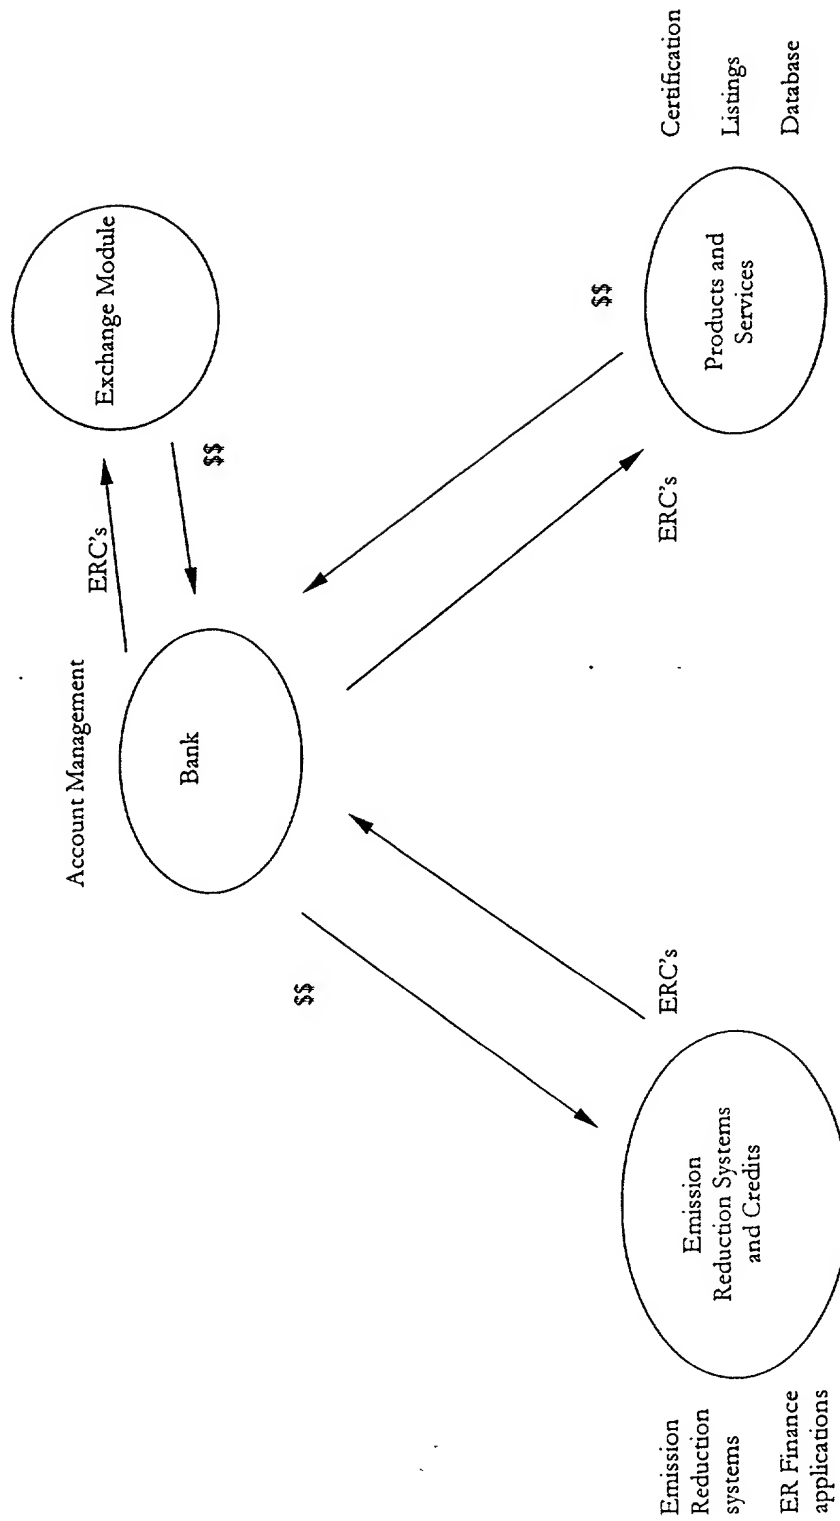 Account Management
Bank
ERC's
$$
Exchange Module
$$
ERC's
$$
ERC's
Emission
Reduction Systems
and Credits
Emission
Reduction
systems
ER Finance
applications
Products and
Services
Certification
Listings
Database